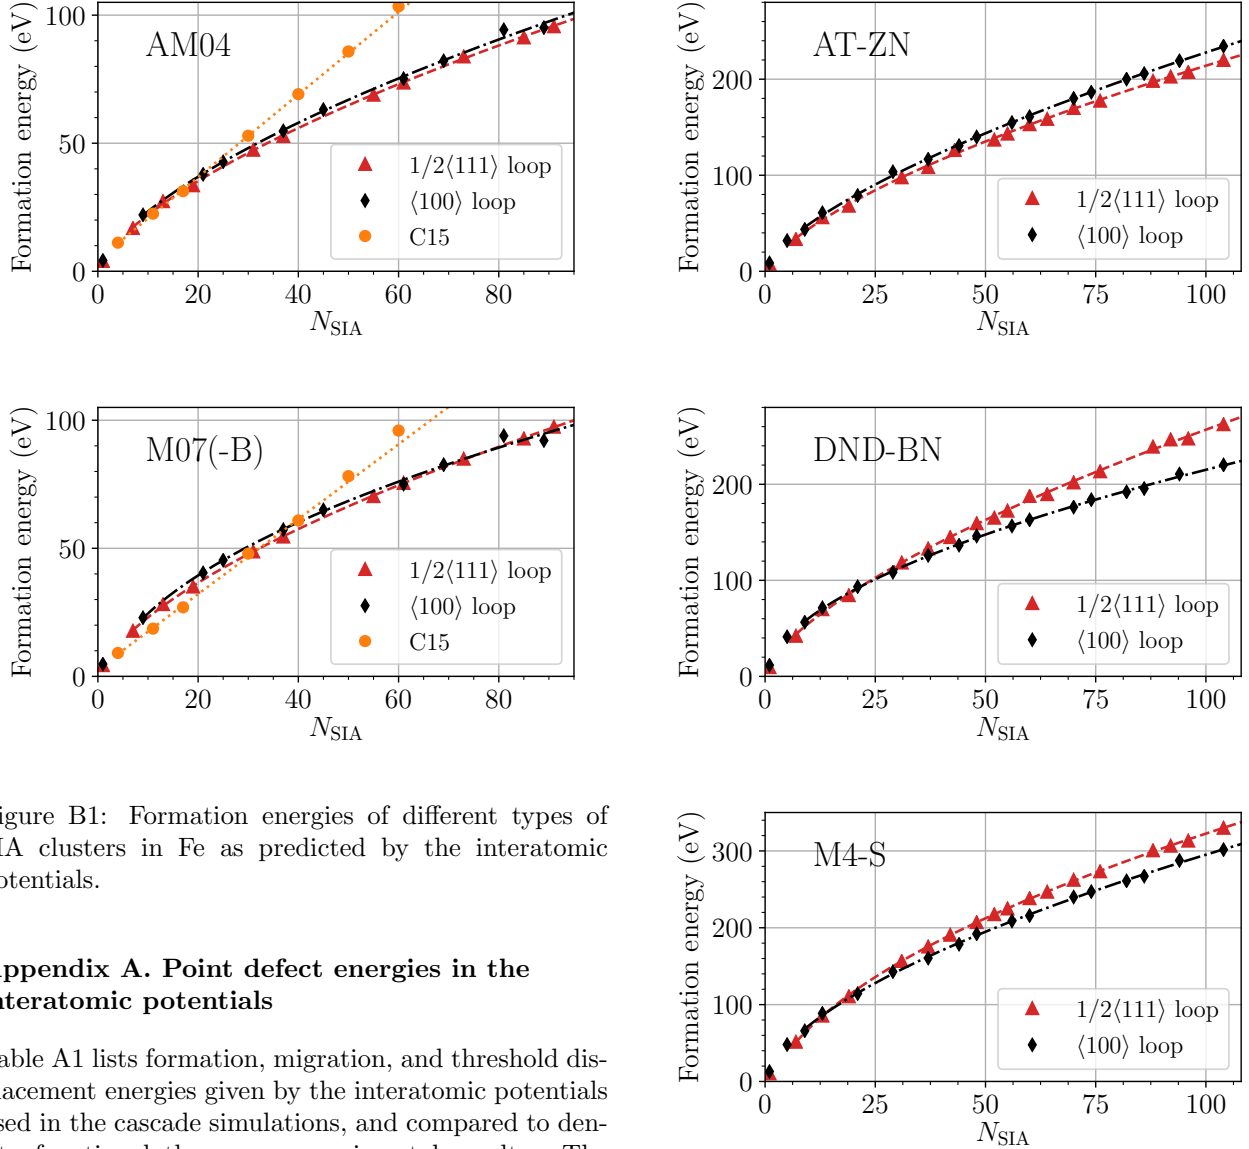 AM04
Formation energy (eV)
100
50
0
1/2⟨111⟩ loop
⟨100⟩ loop
C15
0 20 40 60 80
N_SIA
M07(-B)
Formation energy (eV)
100
50
0
1/2⟨111⟩ loop
⟨100⟩ loop
C15
0 20 40 60 80
N_SIA
igure B1: Formation energies of different types of
IA clusters in Fe as predicted by the interatomic
otentials.
ppendix A. Point defect energies in the
nteratomic potentials
able A1 lists formation, migration, and threshold dis-
lacement energies given by the interatomic potentials
sed in the cascade simulations, and compared to den-
AT-ZN
Formation energy (eV)
200
100
0
1/2⟨111⟩ loop
⟨100⟩ loop
0 25 50 75 100
N_SIA
DND-BN
Formation energy (eV)
200
100
0
1/2⟨111⟩ loop
⟨100⟩ loop
0 25 50 75 100
N_SIA
M4-S
Formation energy (eV)
300
200
100
0
1/2⟨111⟩ loop
⟨100⟩ loop
0 25 50 75 100
N_SIA